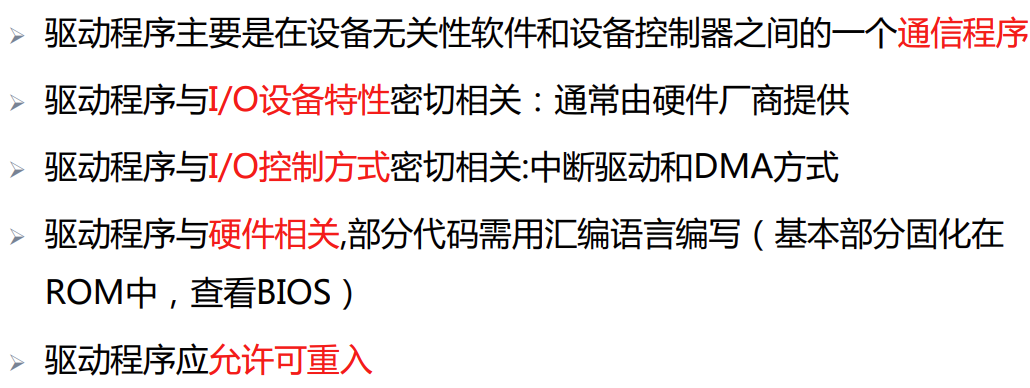 驱动程序主要是在设备无关性软件和设备控制器之间的一个通信程序
驱动程序与I/O设备特性密切相关：通常由硬件厂商提供
驱动程序与I/O控制方式密切相关:中断驱动和DMA方式
驱动程序与硬件相关,部分代码需用汇编语言编写（基本部分固化在
ROM中，查看BIOS）
驱动程序应允许可重入